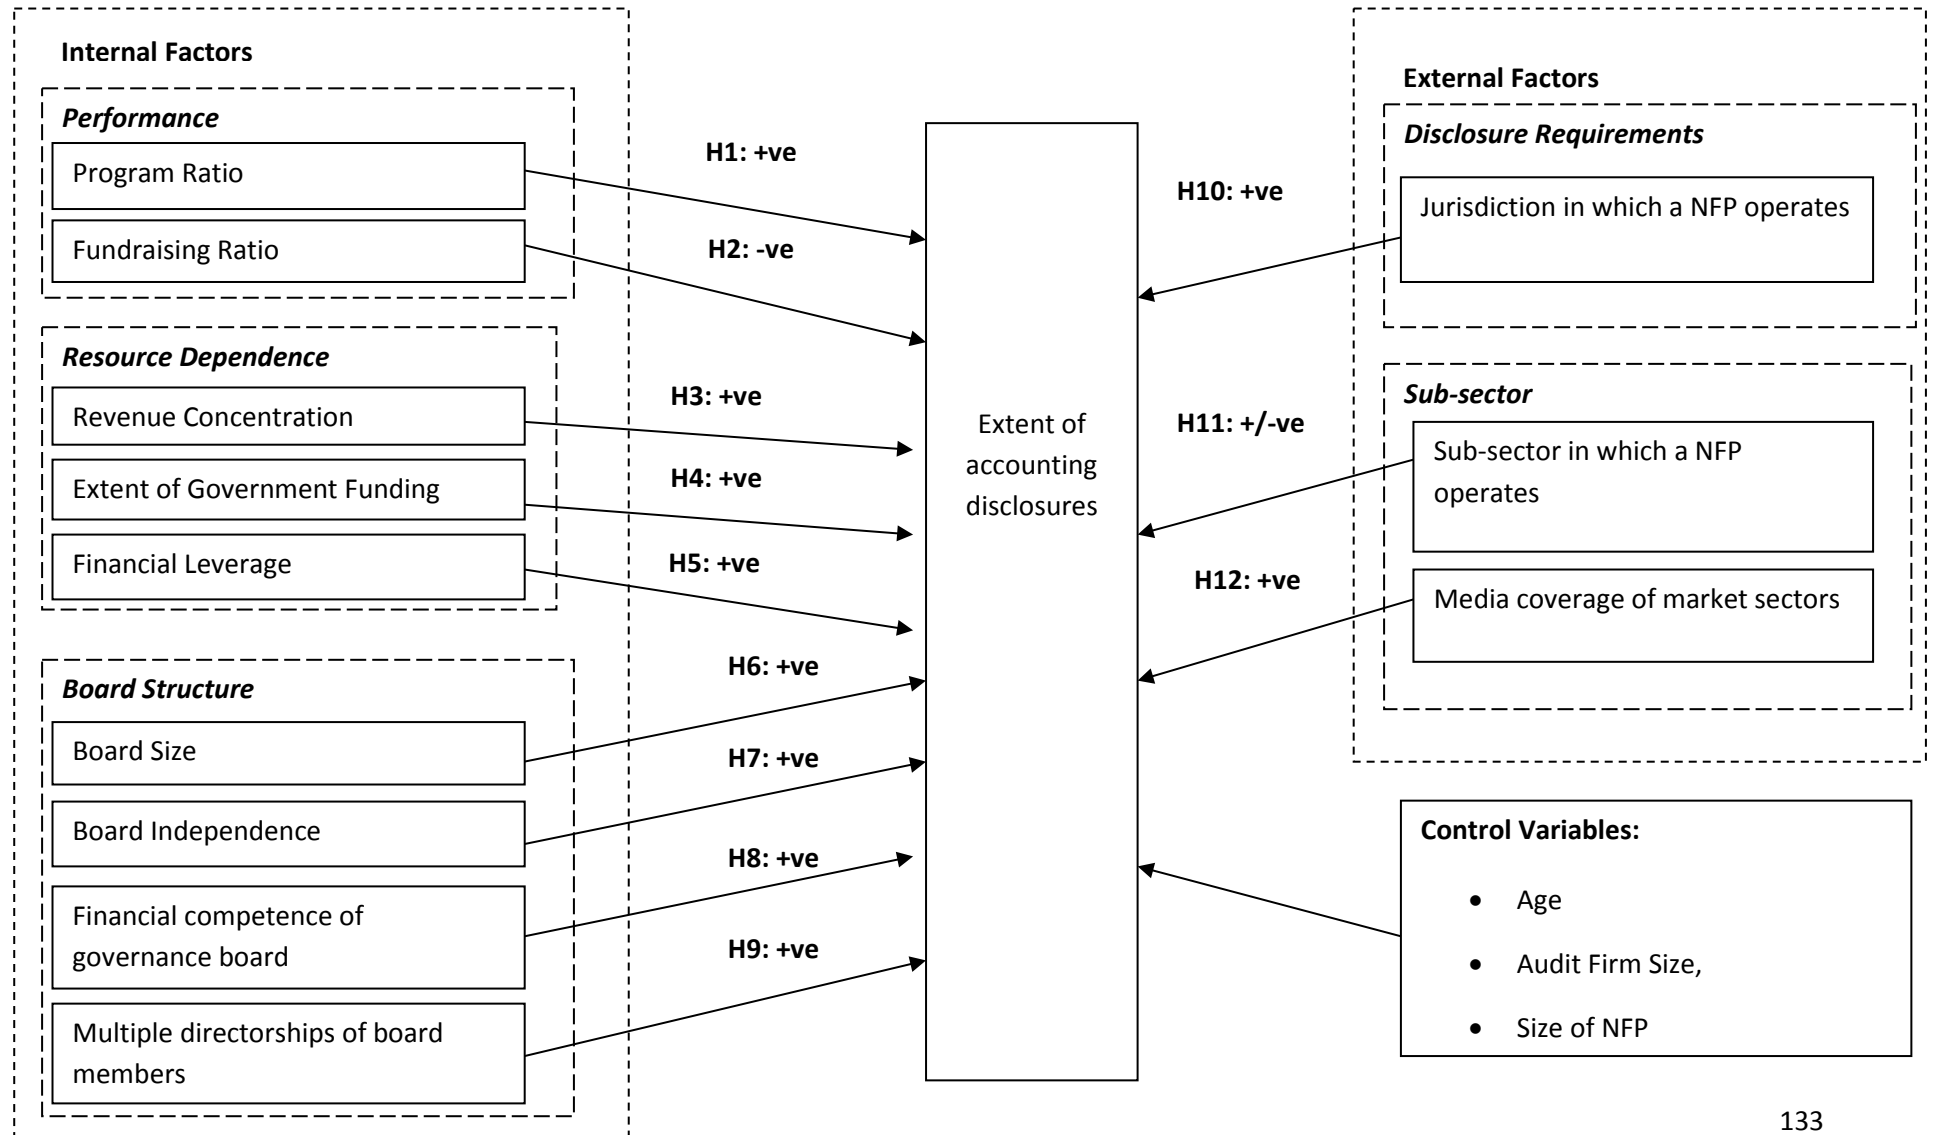 Internal Factors
Performance
Program Ratio
Fundraising Ratio
Resource Dependence
Revenue Concentration
Extent of Government Funding
Financial Leverage
Board Structure
Board Size
Board Independence
Financial competence of
governance board
Multiple directorships of board
members
H1: +ve
H2: -ve
H3: +ve
H4: +ve
H5: +ve
H6: +ve
H7: +ve
H8: +ve
H9: +ve
Extent of
accounting
disclosures
H10: +ve
H11: +/-ve
H12: +ve
External Factors
Disclosure Requirements
Jurisdiction in which a NFP operates
Sub-sector
Sub-sector in which a NFP
operates
Media coverage of market sectors
Control Variables:
• Age
• Audit Firm Size,
• Size of NFP
133